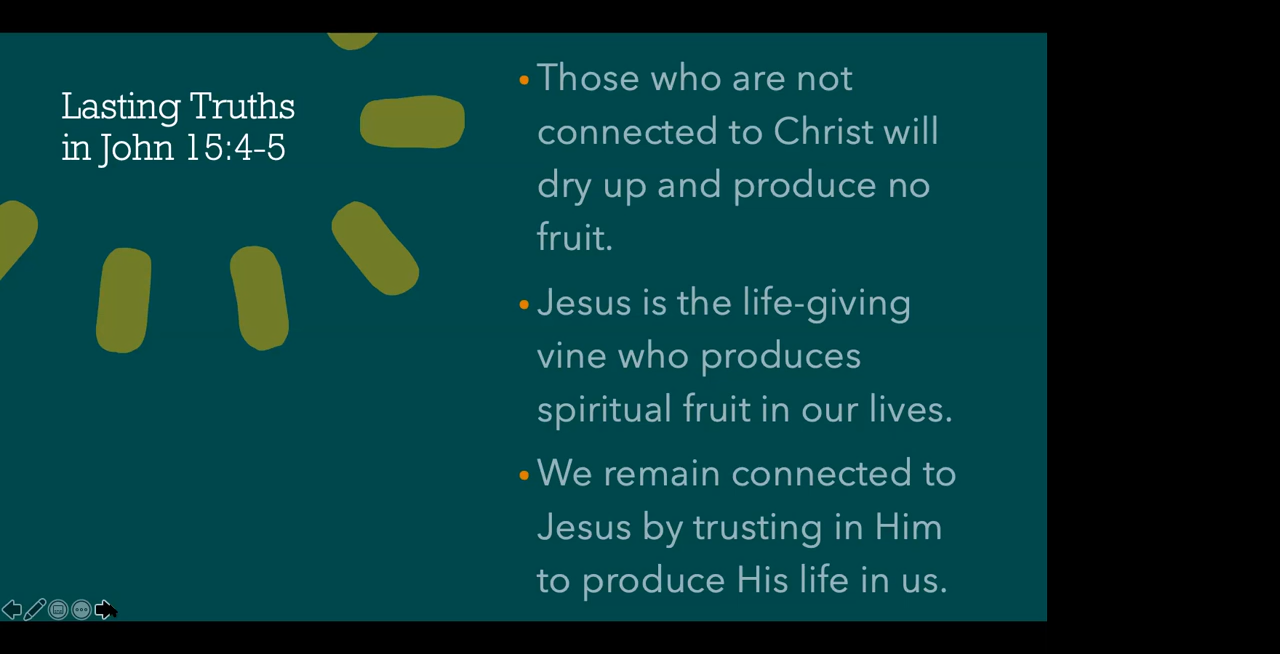 Lasting Truths
in John 15:4-5
• Those who are not
connected to Christ will
dry up and produce no
fruit.
• Jesus is the life-giving
vine who produces
spiritual fruit in our lives.
• We remain connected to
Jesus by trusting in Him
to produce His life in us.